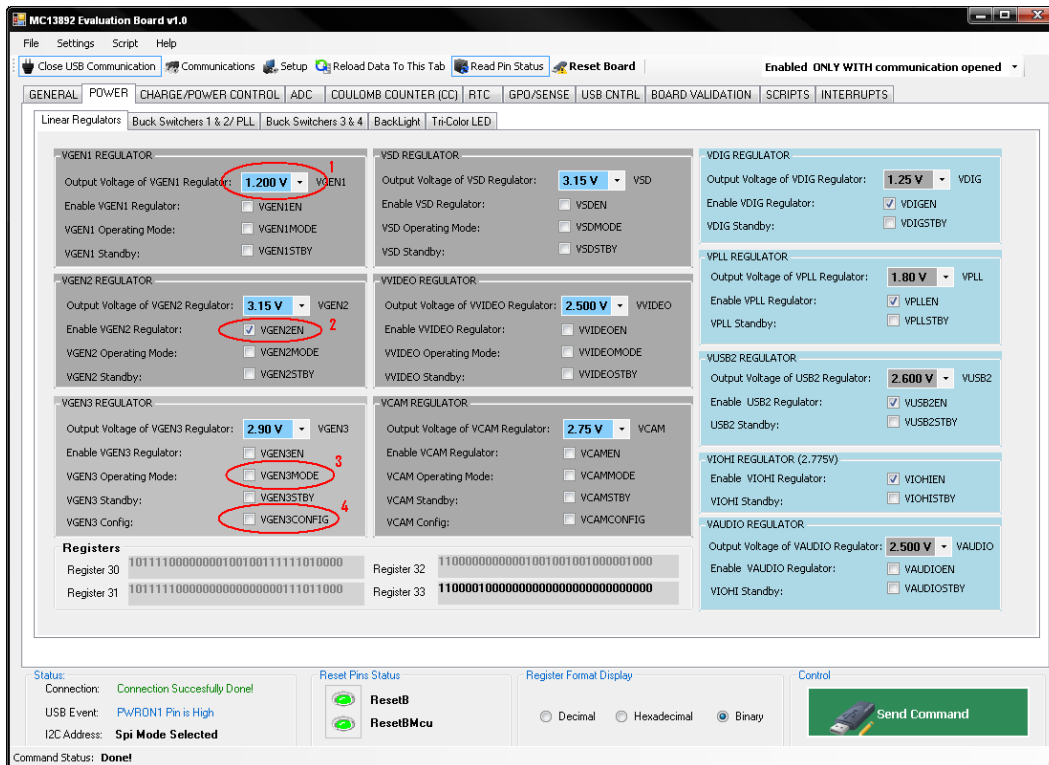 MC13892 Evaluation Board v1.0
File Settings Script Help
Close USB Communication Communications Setup Reload Data To This Tab Read Pin Status Reset Board Enabled ONLY WITH communication opened
GENERAL POWER CHARGE/POWER CONTROL ADC COULOMB COUNTER (CC) RTC GPO/SENSE USB CNTRL BOARD VALIDATION SCRIPTS INTERRUPTS
Linear Regulators Buck Switchers 1 & 2/ PLL Buck Switchers 3 & 4 BackLight Tri-Color LED
VGEN1 REGULATOR
1
Output Voltage of VGEN1 Regulator: 1.200 V VGEN1
Enable VGEN1 Regulator: VGEN1EN
VGEN1 Operating Mode: VGEN1MODE
VGEN1 Standby: VGEN1STBY
VGEN2 REGULATOR
Output Voltage of VGEN2 Regulator: 3.15 V VGEN2
Enable VGEN2 Regulator: VGEN2EN 2
VGEN2 Operating Mode: VGEN2MODE
VGEN2 Standby: VGEN2STBY
VGEN3 REGULATOR
Output Voltage of VGEN3 Regulator: 2.90 V VGEN3
Enable VGEN3 Regulator: VGEN3EN
3
VGEN3 Operating Mode: VGEN3MODE
VGEN3 Standby: VGEN3STBY
4
VGEN3 Config: VGEN3CONFIG
VSD REGULATOR
Output Voltage of VSD Regulator: 3.15 V VSD
Enable VSD Regulator: VSDEN
VSD Operating Mode: VSDMODE
VSD Standby: VSDSTBY
VVIDEO REGULATOR
Output Voltage of VVIDEO Regulator: 2.500 V VVIDEO
Enable VVIDEO Regulator: VVIDEOEN
VVIDEO Operating Mode: VVIDEOMODE
VVIDEO Standby: VVIDEOSTBY
VCAM REGULATOR
Output Voltage of VCAM Regulator: 2.75 V VCAM
Enable VCAM Regulator: VCAMEN
VCAM Operating Mode: VCAMMODE
VCAM Standby: VCAMSTBY
VCAM Config: VCAMCONFIG
VDIG REGULATOR
Output Voltage of VDIG Regulator: 1.25 V VDIG
Enable VDIG Regulator: VDIGEN
VDIG Standby: VDIGSTBY
VPLL REGULATOR
Output Voltage of VPLL Regulator: 1.80 V VPLL
Enable VPLL Regulator: VPLLEN
VPLL Standby: VPLLSTBY
VUSB2 REGULATOR
Output Voltage of USB2 Regulator: 2.600 V VUSB2
Enable USB2 Regulator: VUSB2EN
USB2 Standby: VUSB2STBY
VIOHI REGULATOR (2.775V)
Enable VIOHI Regulator: VIOHIEN
VIOHI Standby: VIOHISTBY
VAUDIO REGULATOR
Output Voltage of VAUDIO Regulator: 2.500 V VAUDIO
Enable VAUDIO Regulator: VAUDIOEN
VIOHI Standby: VAUDIOSTBY
Registers
Register 30
Register 31
Register 32
Register 33
Status:
Connection: Connection Succesfully Done!
USB Event: PWRON1 Pin is High
I2C Address: Spi Mode Selected
Reset Pins Status
ResetB
ResetBMcu
Register Format Display
Decimal Hexadecimal Binary
Control
Send Command
Command Status: Done!